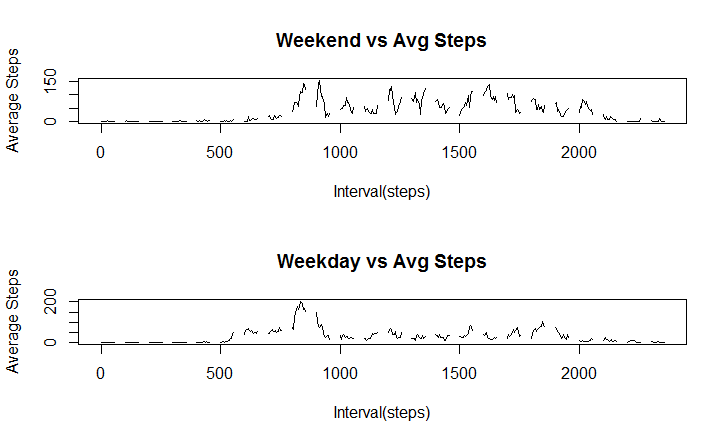 Weekend vs Avg Steps
Average Steps
150
0
0 500 1000 1500 2000
Interval(steps)
Weekday vs Avg Steps
Average Steps
200
0
0 500 1000 1500 2000
Interval(steps)